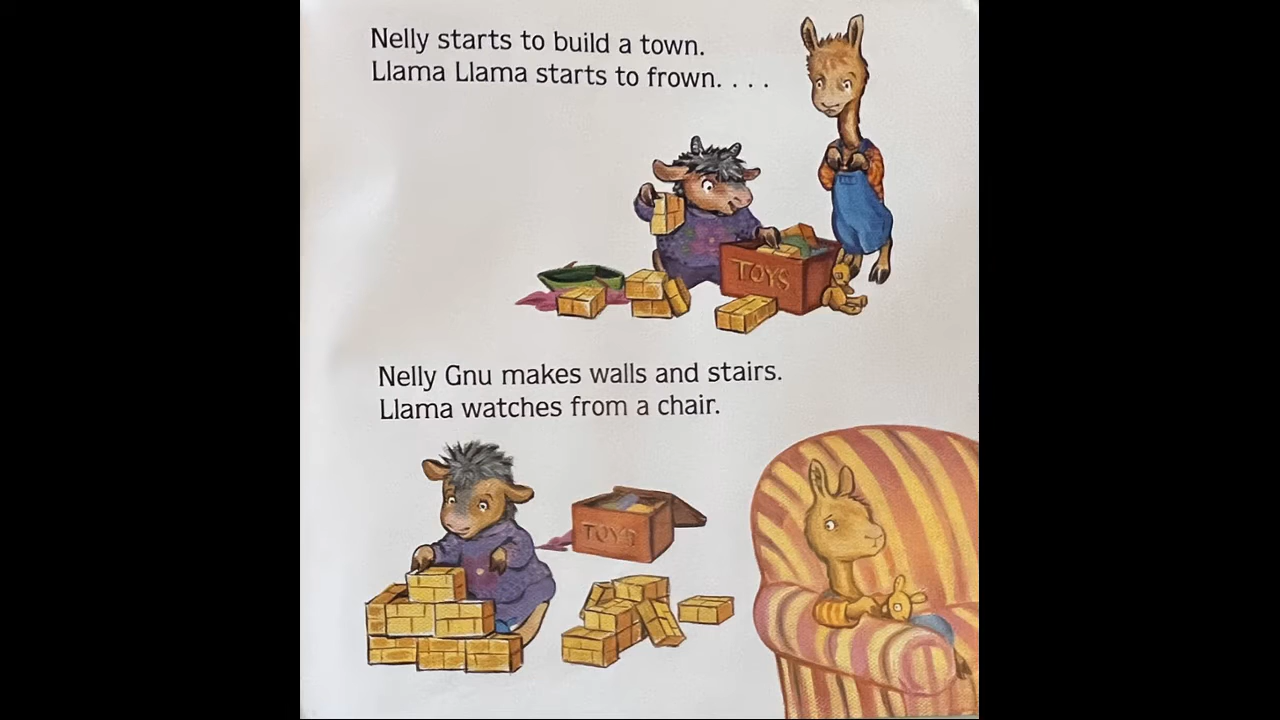 Nelly starts to build a town.
Llama Llama starts to frown. . . .
TOYS
Nelly Gnu makes walls and stairs.
Llama watches from a chair.
TOYS